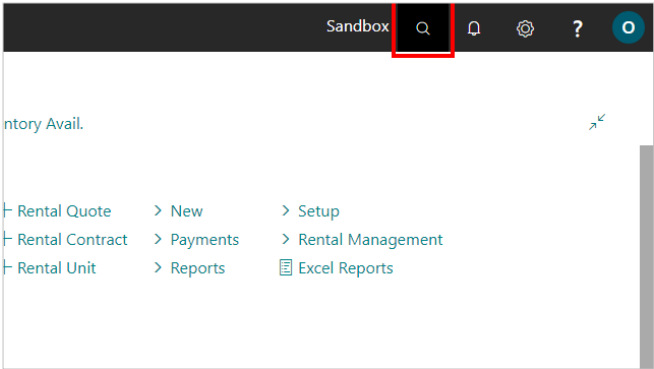 Sandbox ? O
ntory Avail.
Rental Quote New Setup
Rental Contract Payments Rental Management
Rental Unit Reports Excel Reports